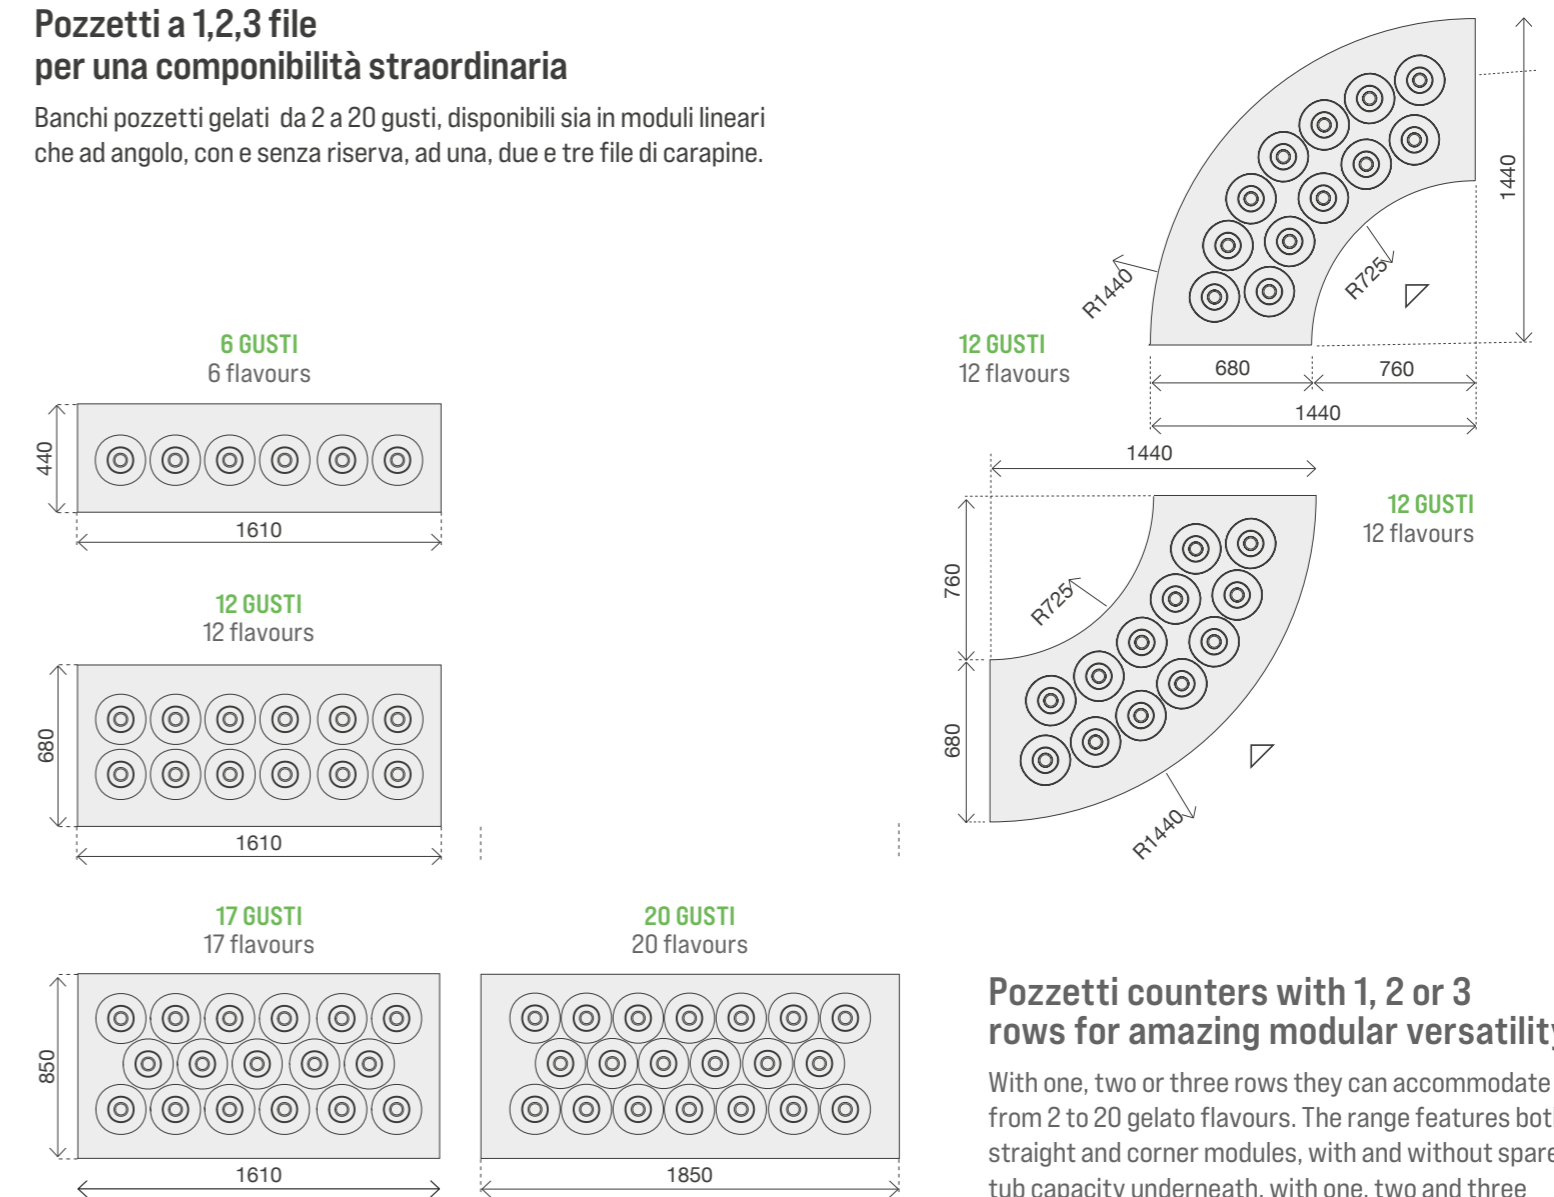 Pozzetti a 1,2,3 file
per una componibilità straordinaria
Banchi pozzetti gelati da 2 a 20 gusti, disponibili sia in moduli lineari
che ad angolo, con e senza riserva, ad una, due e tre file di carapine.
6 GUSTI
6 flavours
440
1610
12 GUSTI
12 flavours
680
1610
17 GUSTI
17 flavours
850
1610
20 GUSTI
20 flavours
1850
12 GUSTI
12 flavours
R1440
R725
1440
680
760
1440
1440
12 GUSTI
12 flavours
760
R725
680
R1440
Pozzetti counters with 1, 2 or 3
rows for amazing modular versatility
With one, two or three rows they can accommodate
from 2 to 20 gelato flavours. The range features both
straight and corner modules, with and without spare
tub capacity underneath, with one, two and three